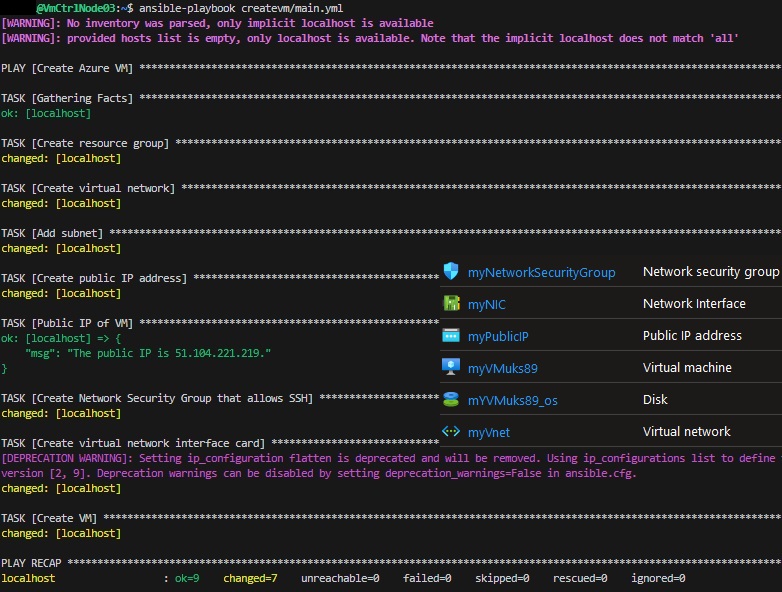 @VmCtrlNode03:~$ ansible-playbook createvm/main.yml
[WARNING]: No inventory was parsed, only implicit localhost is available
[WARNING]: provided hosts list is empty, only localhost is available. Note that the implicit localhost does not match 'all'
PLAY [Create Azure VM] ***********************************************************************************************************
TASK [Gathering Facts] ***********************************************************************************************************
ok: [localhost]
TASK [Create resource group] *****************************************************************************************************
changed: [localhost]
TASK [Create virtual network] ****************************************************************************************************
changed: [localhost]
TASK [Add subnet] ****************************************************************************************************************
changed: [localhost]
TASK [Create public IP address] *****************************************
changed: [localhost]
TASK [Public IP of VM] **************************************************
ok: [localhost] => {
"msg": "The public IP is 51.104.221.219."
}
TASK [Create Network Security Group that allows SSH] ********************
changed: [localhost]
TASK [Create virtual network interface card] ****************************
[DEPRECATION WARNING]: Setting ip_configuration flatten is deprecated and will be removed. Using ip_configurations list to define
version [2, 9]. Deprecation warnings can be disabled by setting deprecation_warnings=False in ansible.cfg.
changed: [localhost]
TASK [Create VM] *****************************************************************************************************************
changed: [localhost]
PLAY RECAP ***********************************************************************************************************************
localhost : ok=9 changed=7 unreachable=0 failed=0 skipped=0 rescued=0 ignored=0
myNetworkSecurityGroup Network security group
myNIC Network Interface
myPublicIP Public IP address
myVMuks89 Virtual machine
myVMuks89_os Disk
myVnet Virtual network